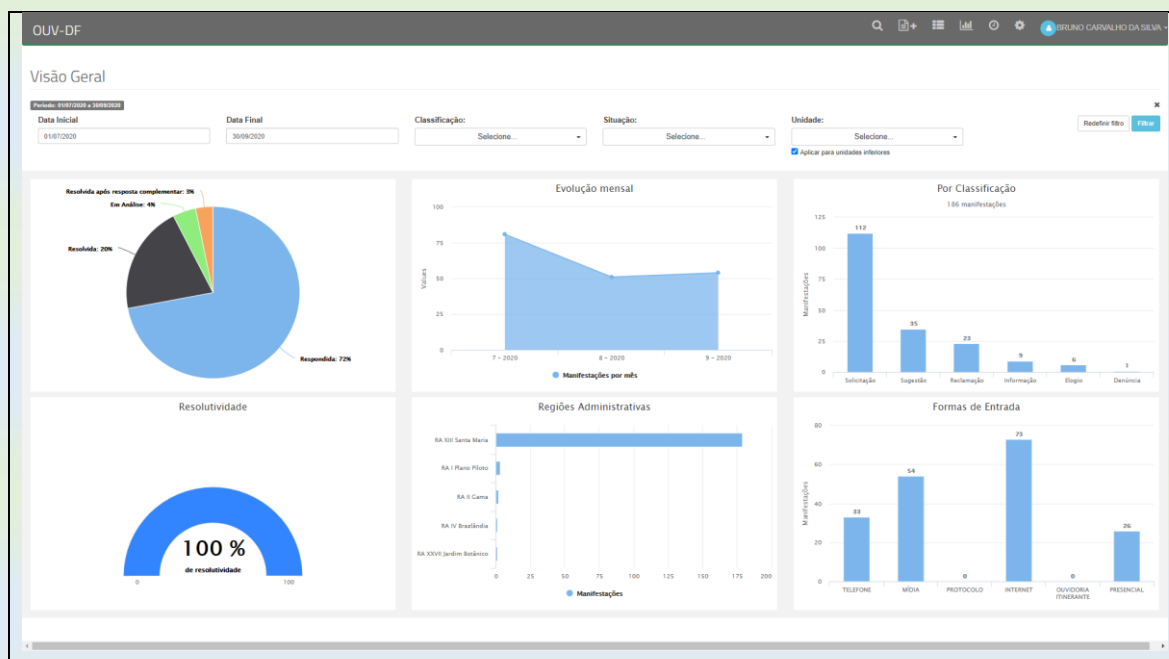 OUV-DF
BRUNO CARVALHO DA SILVA
Visão Geral
Período: 01/07/2020 a 30/09/2020
Data Inicial
Data Final
Classificação:
Situação:
Unidade:
01/07/2020
30/09/2020
Selecione...
Selecione...
Selecione...
Redefinir filtro
Filtrar
Aplicar para unidades inferiores
Resolvida após resposta complementar: 3%
Em Análise: 4%
Resolvida: 20%
Respondida: 72%
Evolução mensal
Values
100
75
50
25
0
7 - 2020
8 - 2020
9 - 2020
Manifestações por mês
Por Classificação
186 manifestações
Manifestações
125
100
75
50
25
0
112
35
23
9
6
1
Solicitação
Sugestão
Reclamação
Informação
Elogio
Denúncia
Resolutividade
100 %
de resolutividade
0
100
Regiões Administrativas
RA XIII Santa Maria
RA I Plano Piloto
RA II Gama
RA IV Brazlândia
RA XXVII Jardim Botânico
0
25
50
75
100
125
150
175
200
Manifestações
Formas de Entrada
Manifestações
80
60
40
20
0
33
54
0
73
0
26
TELEFONE
MÍDIA
PROTOCOLO
INTERNET
OUVIDORIA
ITINERANTE
PRESENCIAL